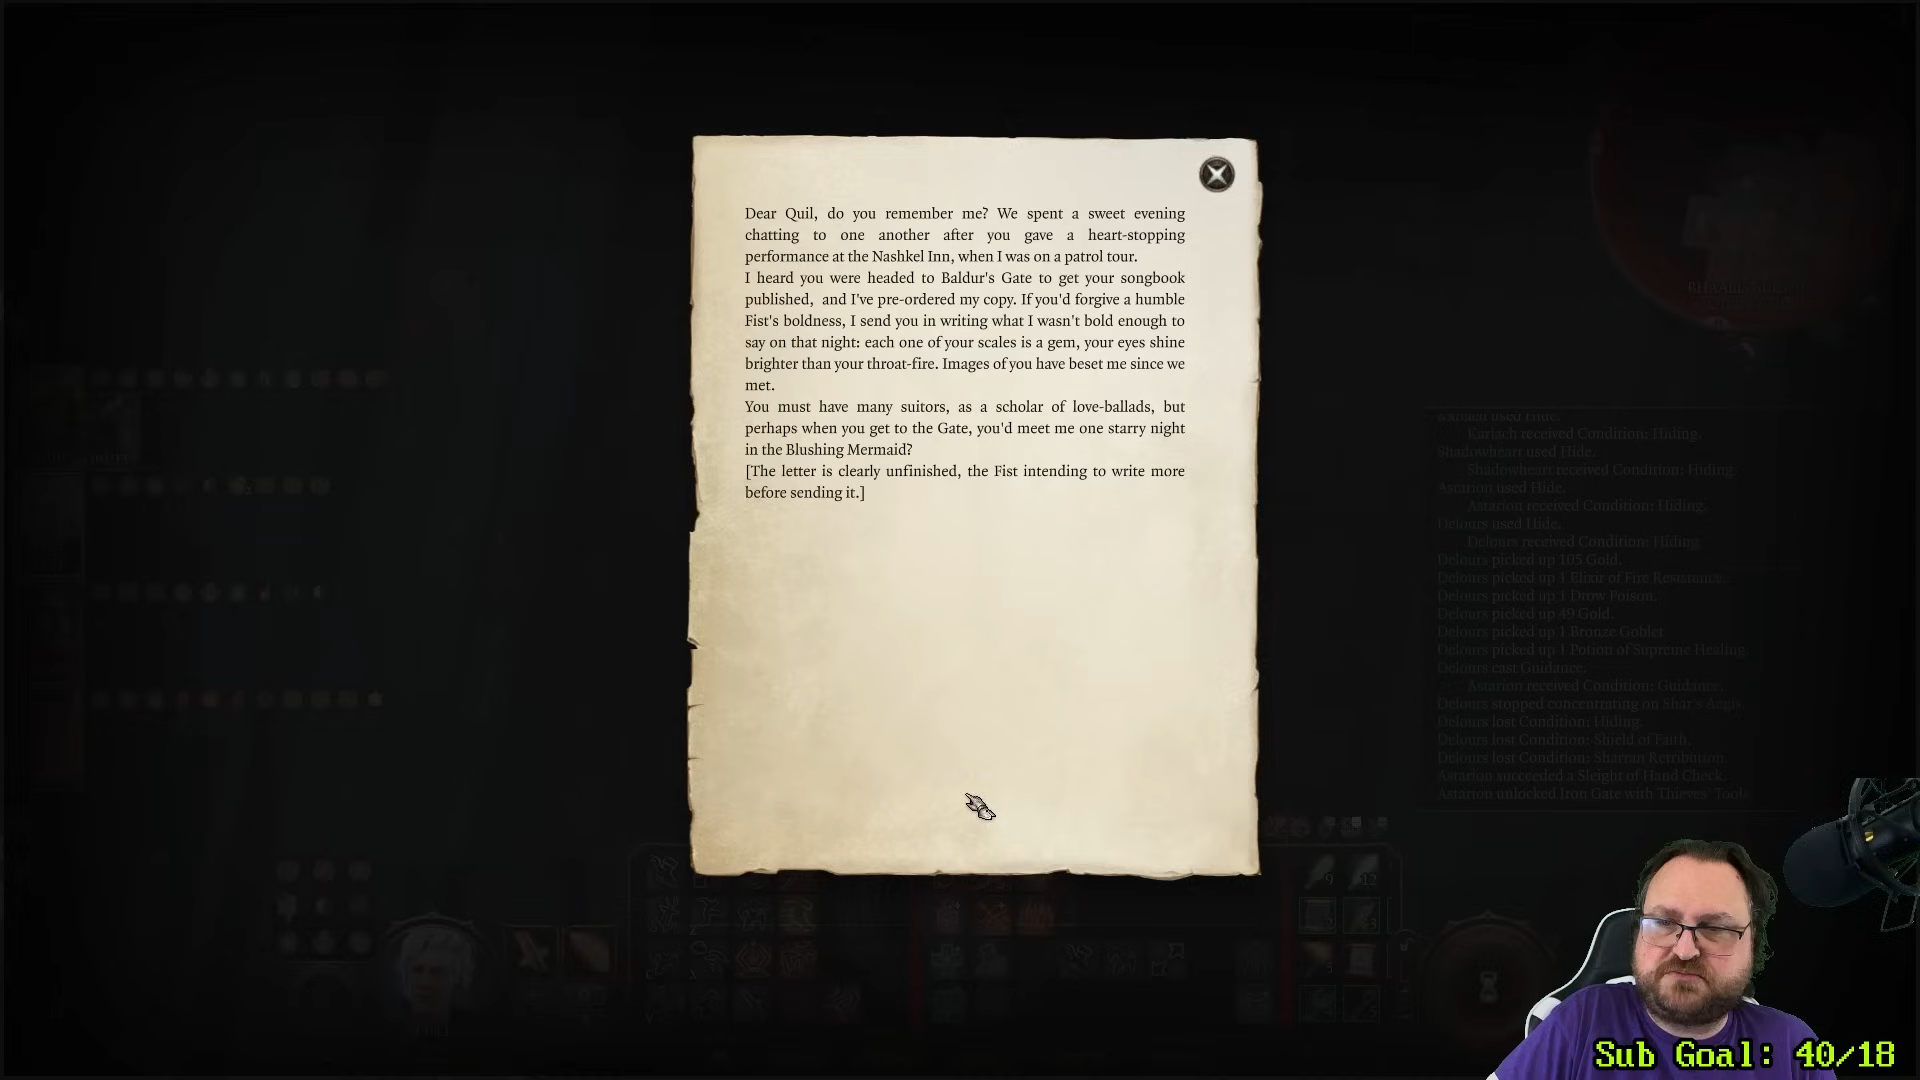 Dear Quil, do you remember me? We spent a sweet evening
chatting to one another after you gave a heart-stopping
performance at the Nashkel Inn, when I was on a patrol tour.
I heard you were headed to Baldur's Gate to get your songbook
published, and I've pre-ordered my copy. If you'd forgive a humble
Fist's boldness, I send you in writing what I wasn't bold enough to
say on that night: each one of your scales is a gem, your eyes shine
brighter than your throat-fire. Images of you have beset me since we
met.
You must have many suitors, as a scholar of love-ballads, but
perhaps when you get to the Gate, you'd meet me one starry night
in the Blushing Mermaid?
[The letter is clearly unfinished, the Fist intending to write more
before sending it.]
Karlach used Hide.
Karlach received Condition: Hiding.
Shadowheart used Hide.
Shadowheart received Condition: Hiding.
Astarion used Hide.
Astarion received Condition: Hiding.
Delours used Hide.
Delours received Condition: Hiding.
Delours picked up 105 Gold.
Delours picked up 1 Elixir of Fire Resistance.
Delours picked up 1 Drow Poison.
Delours picked up 49 Gold.
Delours picked up 1 Bronze Goblet.
Delours picked up 1 Potion of Supreme Healing.
Delours cast Guidance.
Astarion received Condition: Guidance.
Delours stopped concentrating on Shar's Aegis.
Delours lost Condition: Hiding.
Delours lost Condition: Shield of Faith.
Delours lost Condition: Sharran Retribution.
Astarion succeeded a Sleight of Hand Check.
Astarion unlocked Iron Gate with Thieves' Tools
Sub Goal: 40/18